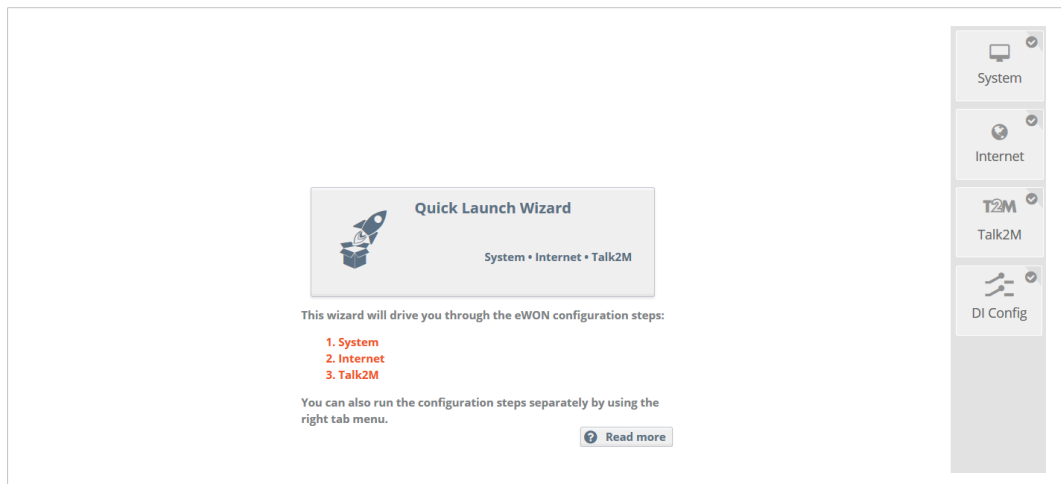 Quick Launch Wizard
System • Internet • Talk2M
This wizard will drive you through the eWON configuration steps:
1. System
2. Internet
3. Talk2M
You can also run the configuration steps separately by using the
right tab menu.
Read more
System
Internet
T2M
Talk2M
DI Config